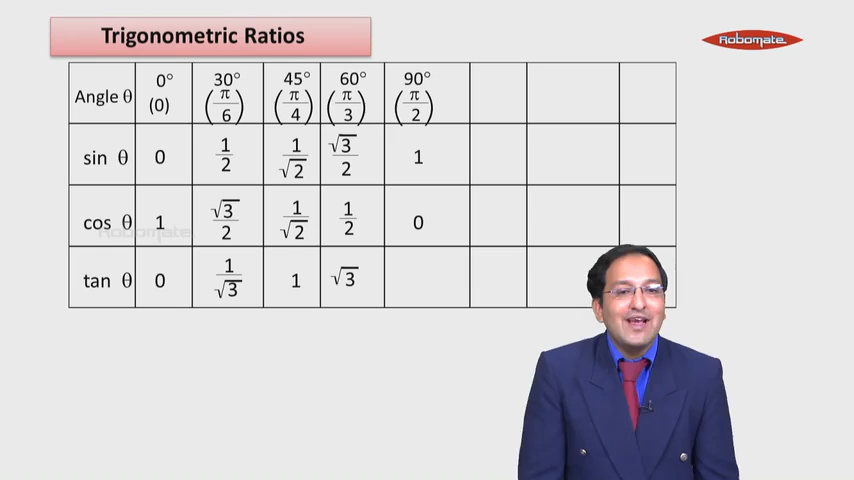 Trigonometric Ratios
Robomate
Angle θ 0° (0) 30° (π/6) 45° (π/4) 60° (π/3) 90° (π/2)
sin θ 0 1/2 1/√2 √3/2 1
cos θ 1 √3/2 1/√2 1/2 0
Robomate
tan θ 0 1/√3 1 √3